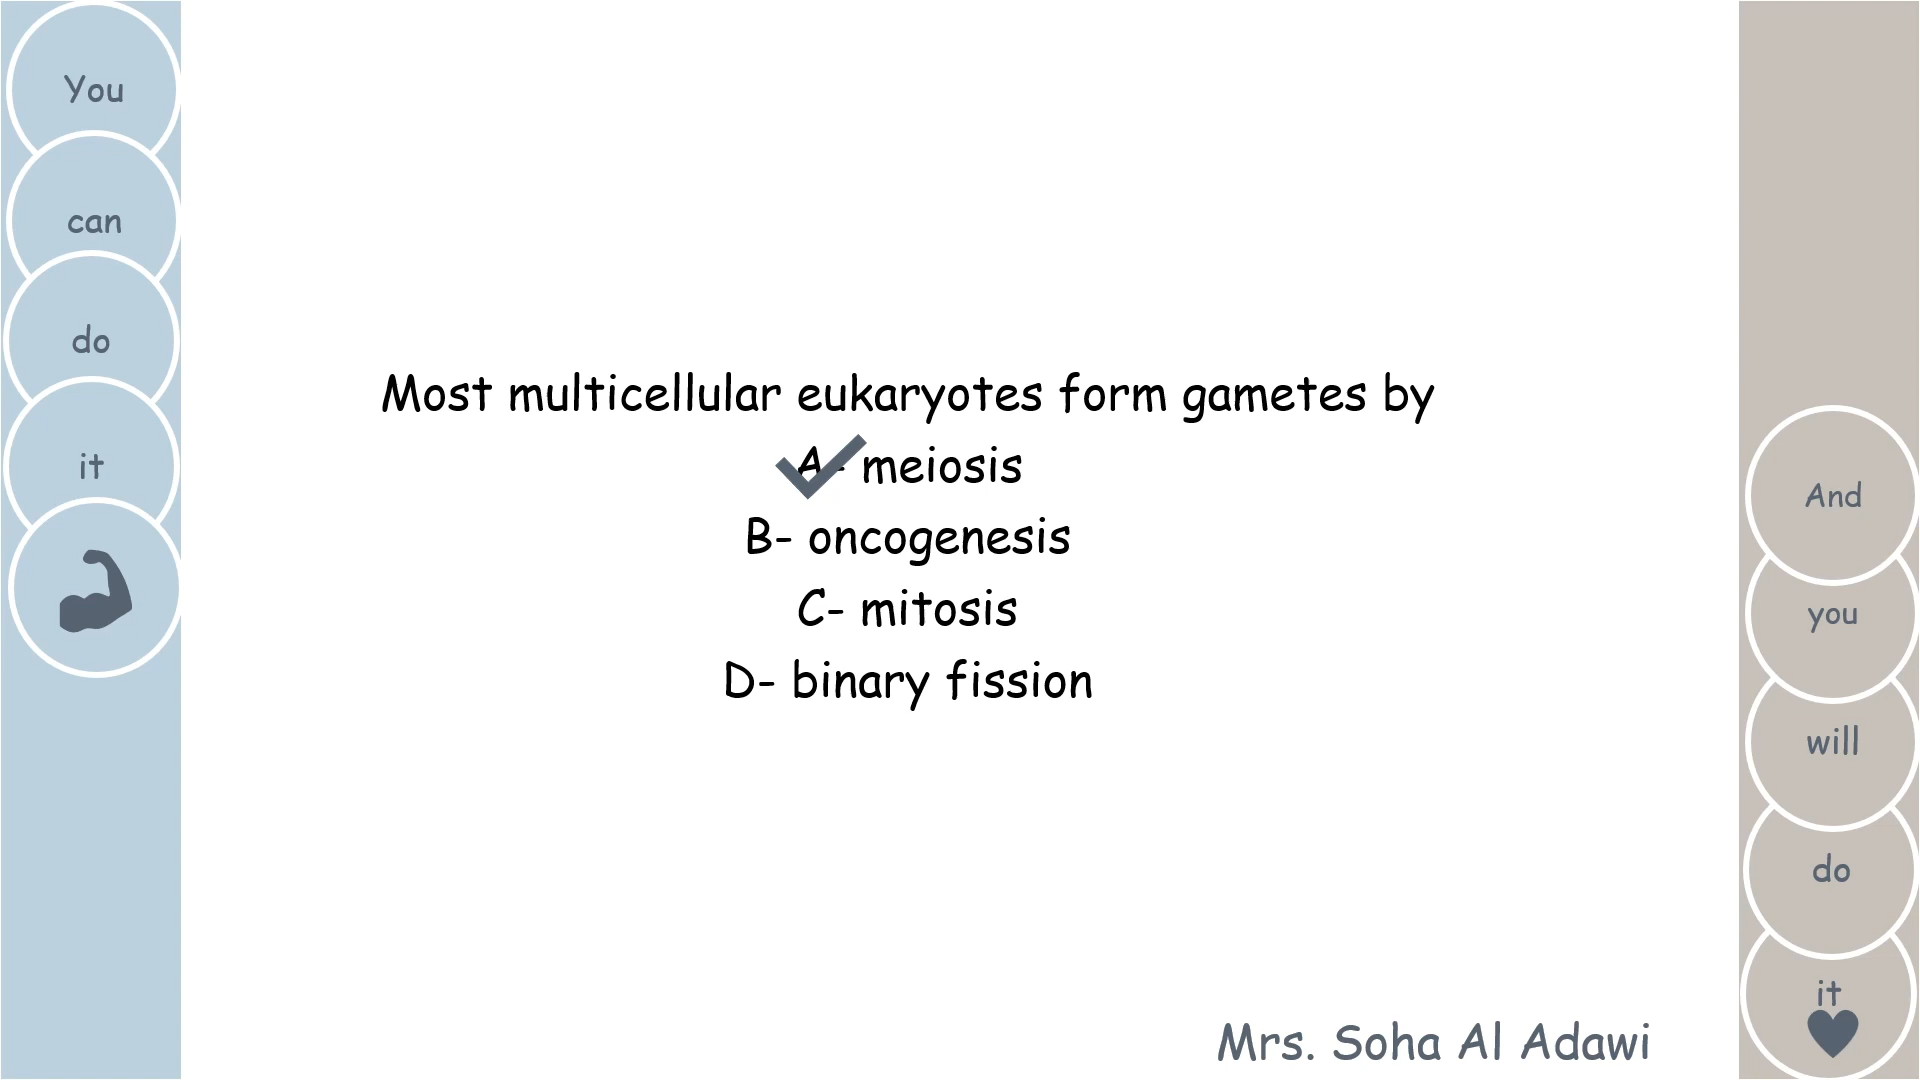 You
can
do
it
Most multicellular eukaryotes form gametes by
A- meiosis
B- oncogenesis
C- mitosis
D- binary fission
And
you
will
do
it
Mrs. Soha Al Adawi